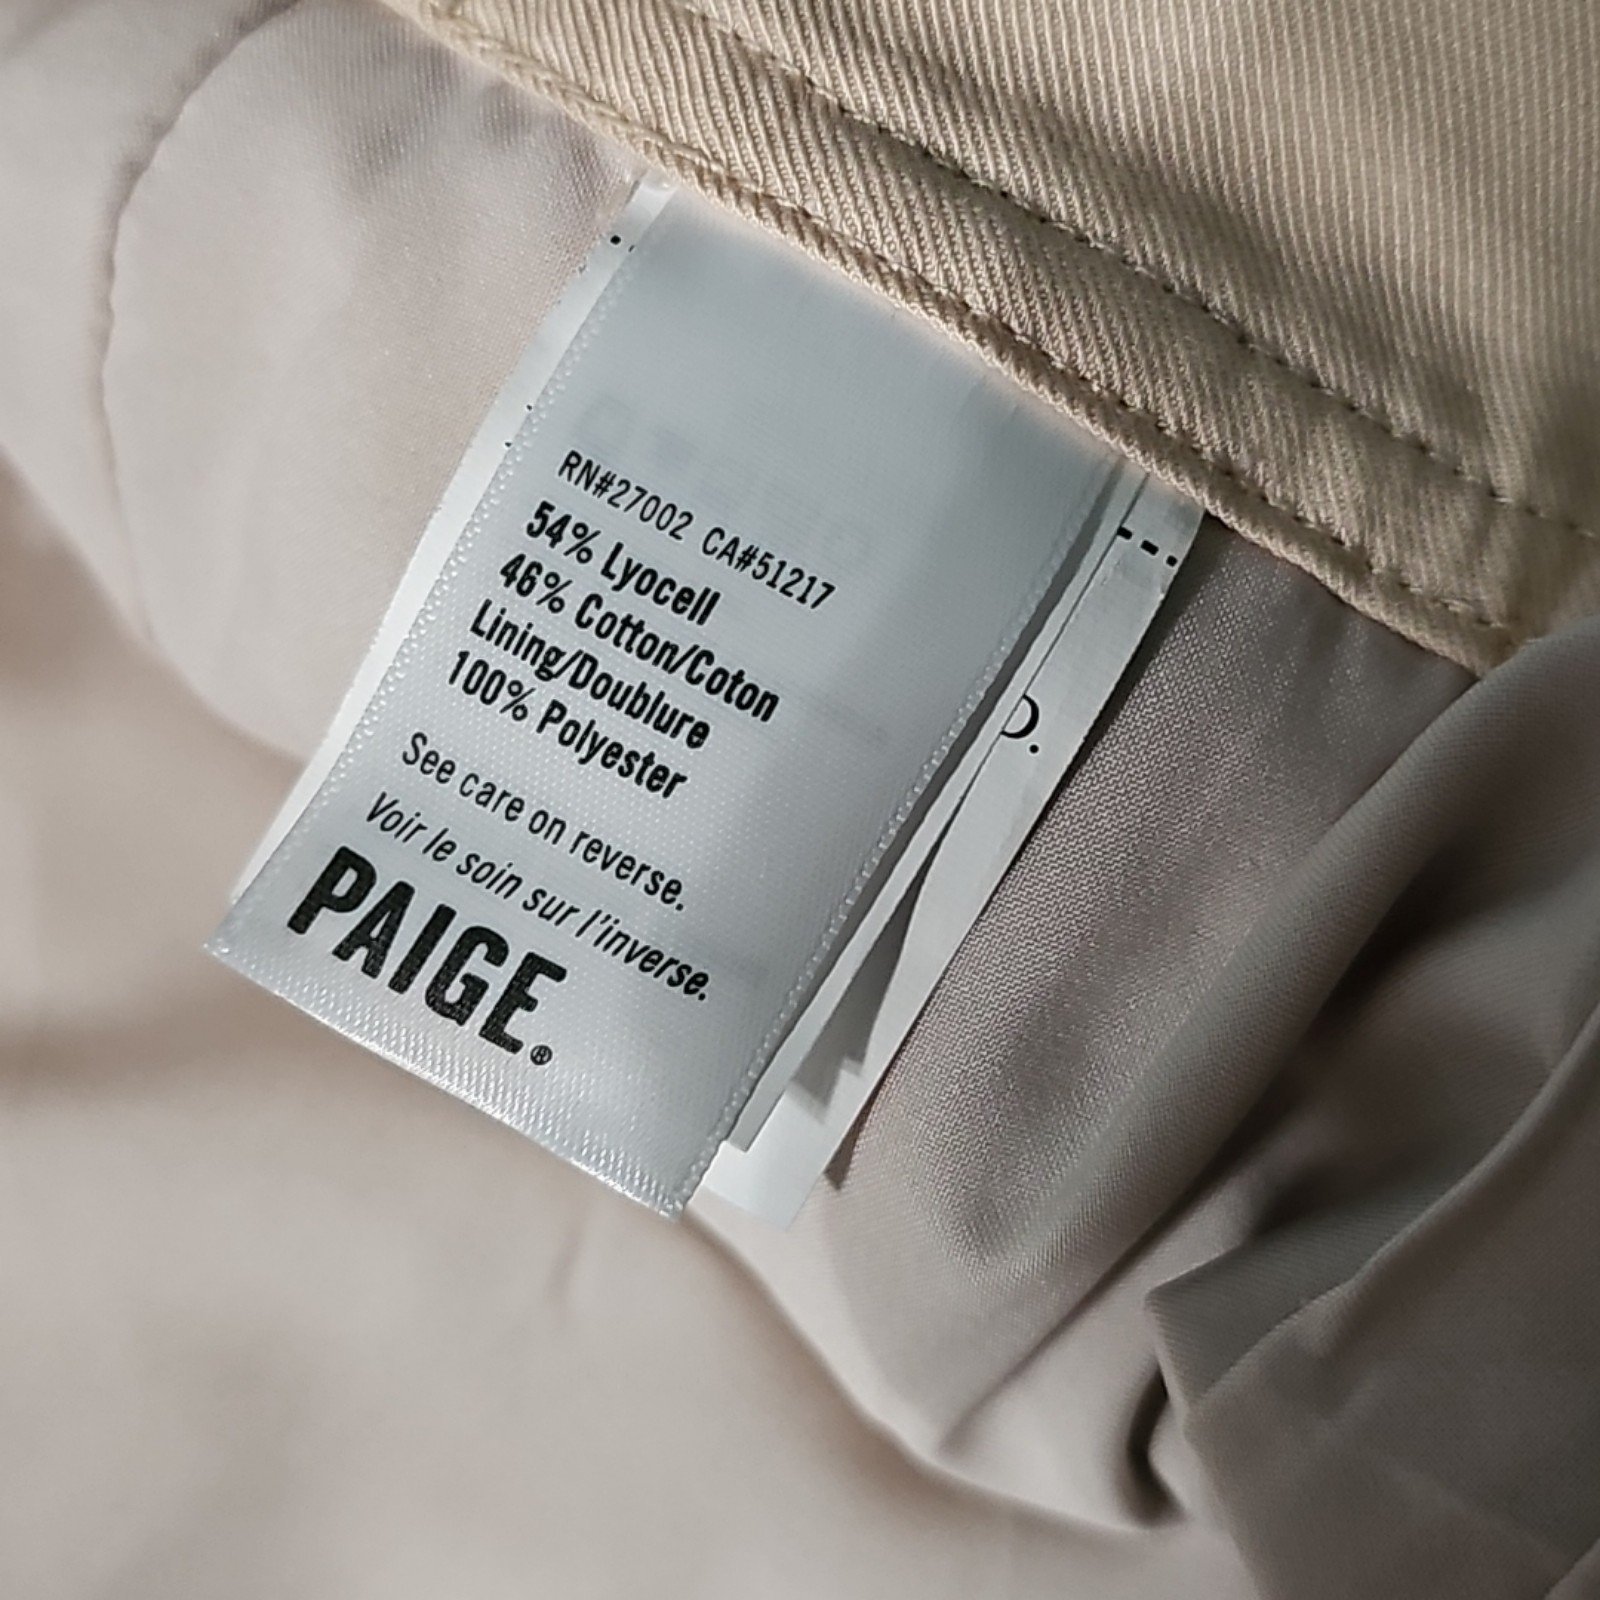 RN#27002 CA#51217
54% Lyocell
46% Cotton/Coton
Lining/Doublure
100% Polyester
See care on reverse.
Voir le soin sur l'inverse.
PAIGE®
D.